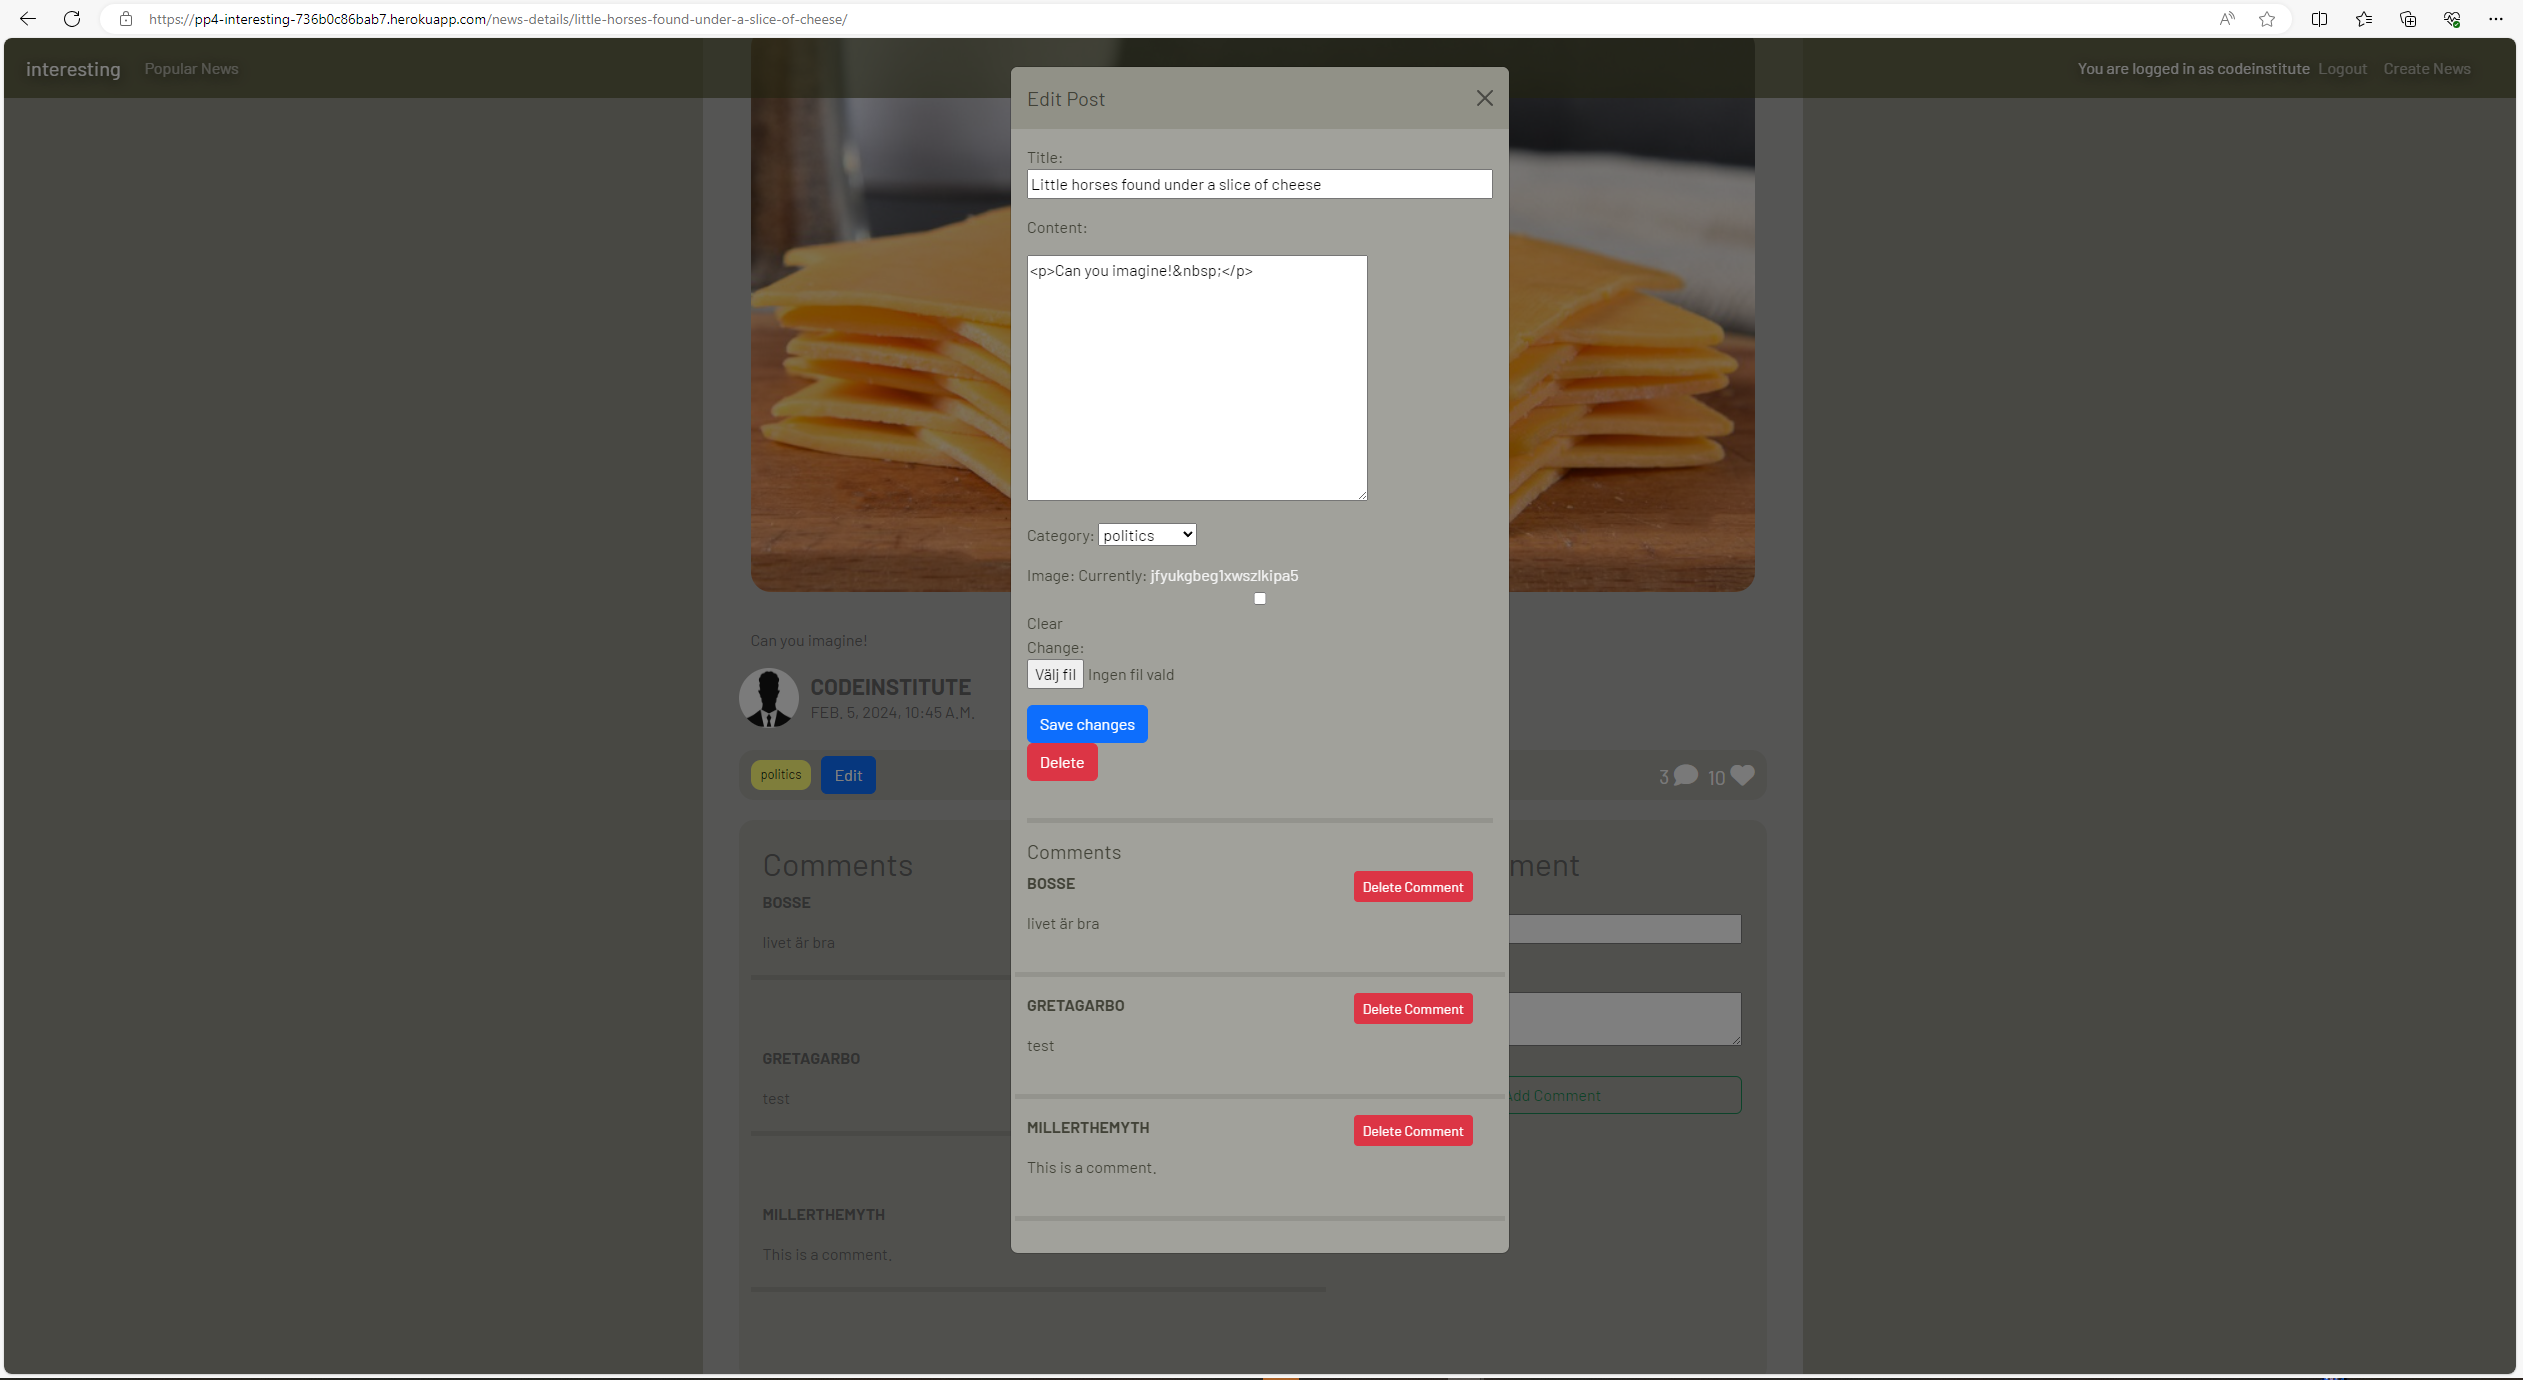 https://pp4-interesting-736b0c86bab7.herokuapp.com/news-details/little-horses-found-under-a-slice-of-cheese/
interesting Popular News You are logged in as codeinstitute Logout Create News
Edit Post
Title:
Little horses found under a slice of cheese
Content:
<p>Can you imagine!&nbsp;</p>
Category: politics
Image: Currently: jfyukgbeg1xwszlkipa5
Clear
Change:
Välj fil Ingen fil vald
Save changes
Delete
Comments
BOSSE Delete Comment
livet är bra
GRETAGARBO Delete Comment
test
MILLERTHEMYTH Delete Comment
This is a comment.
Can you imagine!
CODEINSTITUTE
FEB. 5, 2024, 10:45 A.M.
politics Edit 3 10
Comments
BOSSE
livet är bra
GRETAGARBO
test
MILLERTHEMYTH
This is a comment.
Comment